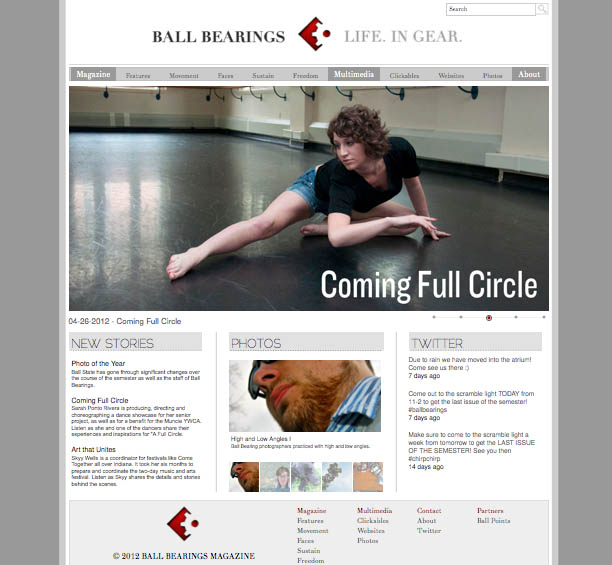 Search
BALL BEARINGS LIFE. IN GEAR.
Magazine Features Movement Faces Sustain Freedom Multimedia Clickables Websites Photos About
Coming Full Circle
04-26-2012 - Coming Full Circle
NEW STORIES
Photo of the Year
Ball State has gone through significant changes over
the course of the semester as well as the staff of Ball
Bearings.
Coming Full Circle
Sarah Ponto Rivera is producing, directing and
choreographing a dance showcase for her senior
project, as well as for a benefit for the Muncie YWCA.
Listen as she and one of the dancers share their
experiences and inspirations for "A Full Circle.
Art that Unites
Skyy Wells is a coordinator for festivals like Come
Together all over Indiana. It took her six months to
prepare and coordinate the two-day music and arts
festival. Listen as Skyy shares the details and stories
behind the scenes.
PHOTOS
High and Low Angles I
Ball Bearing photographers practiced with high and low angles.
TWITTER
Due to rain we have moved into the atrium!
Come see us there :)
7 days ago
Come out to the scramble light TODAY from
11-2 to get the last issue of the semester!
#ballbearings
7 days ago
Make sure to come to the scramble light a
week from tomorrow to get the LAST ISSUE
OF THE SEMESTER! See you then
#chirpchirp
14 days ago
© 2012 BALL BEARINGS MAGAZINE
Magazine
Features
Movement
Faces
Sustain
Freedom
Multimedia
Clickables
Websites
Photos
Contact
About
Twitter
Partners
Ball Points